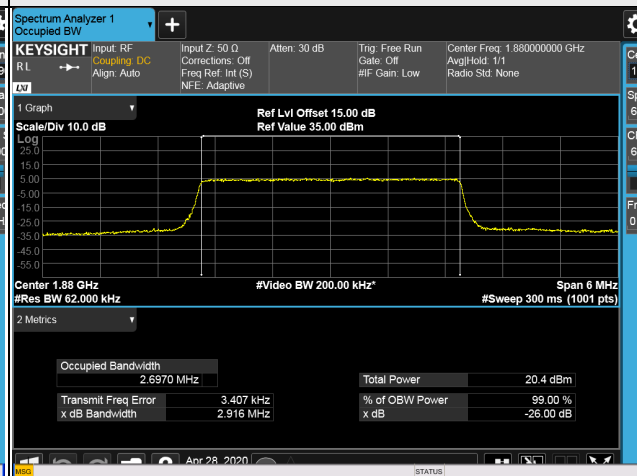 Spectrum Analyzer 1
Occupied BW
KEYSIGHT
RL
LXI
Input: RF
Coupling: DC
Align: Auto
Input Z: 50 Ω
Corrections: Off
Freq Ref: Int (S)
NFE: Adaptive
Atten: 30 dB
Trig: Free Run
Gate: Off
#IF Gain: Low
Center Freq: 1.880000000 GHz
Avg|Hold: 1/1
Radio Std: None
1 Graph
Scale/Div 10.0 dB
Ref Lvl Offset 15.00 dB
Ref Value 35.00 dBm
Log
25.0
15.0
5.00
-5.00
-15.0
-25.0
-35.0
-45.0
-55.0
Center 1.88 GHz
#Video BW 200.00 kHz*
Span 6 MHz
#Res BW 62.000 kHz
#Sweep 300 ms (1001 pts)
2 Metrics
Occupied Bandwidth
2.6970 MHz
Total Power 20.4 dBm
Transmit Freq Error 3.407 kHz
% of OBW Power 99.00 %
x dB Bandwidth 2.916 MHz
x dB -26.00 dB
Apr 28, 2020
MSG
STATUS